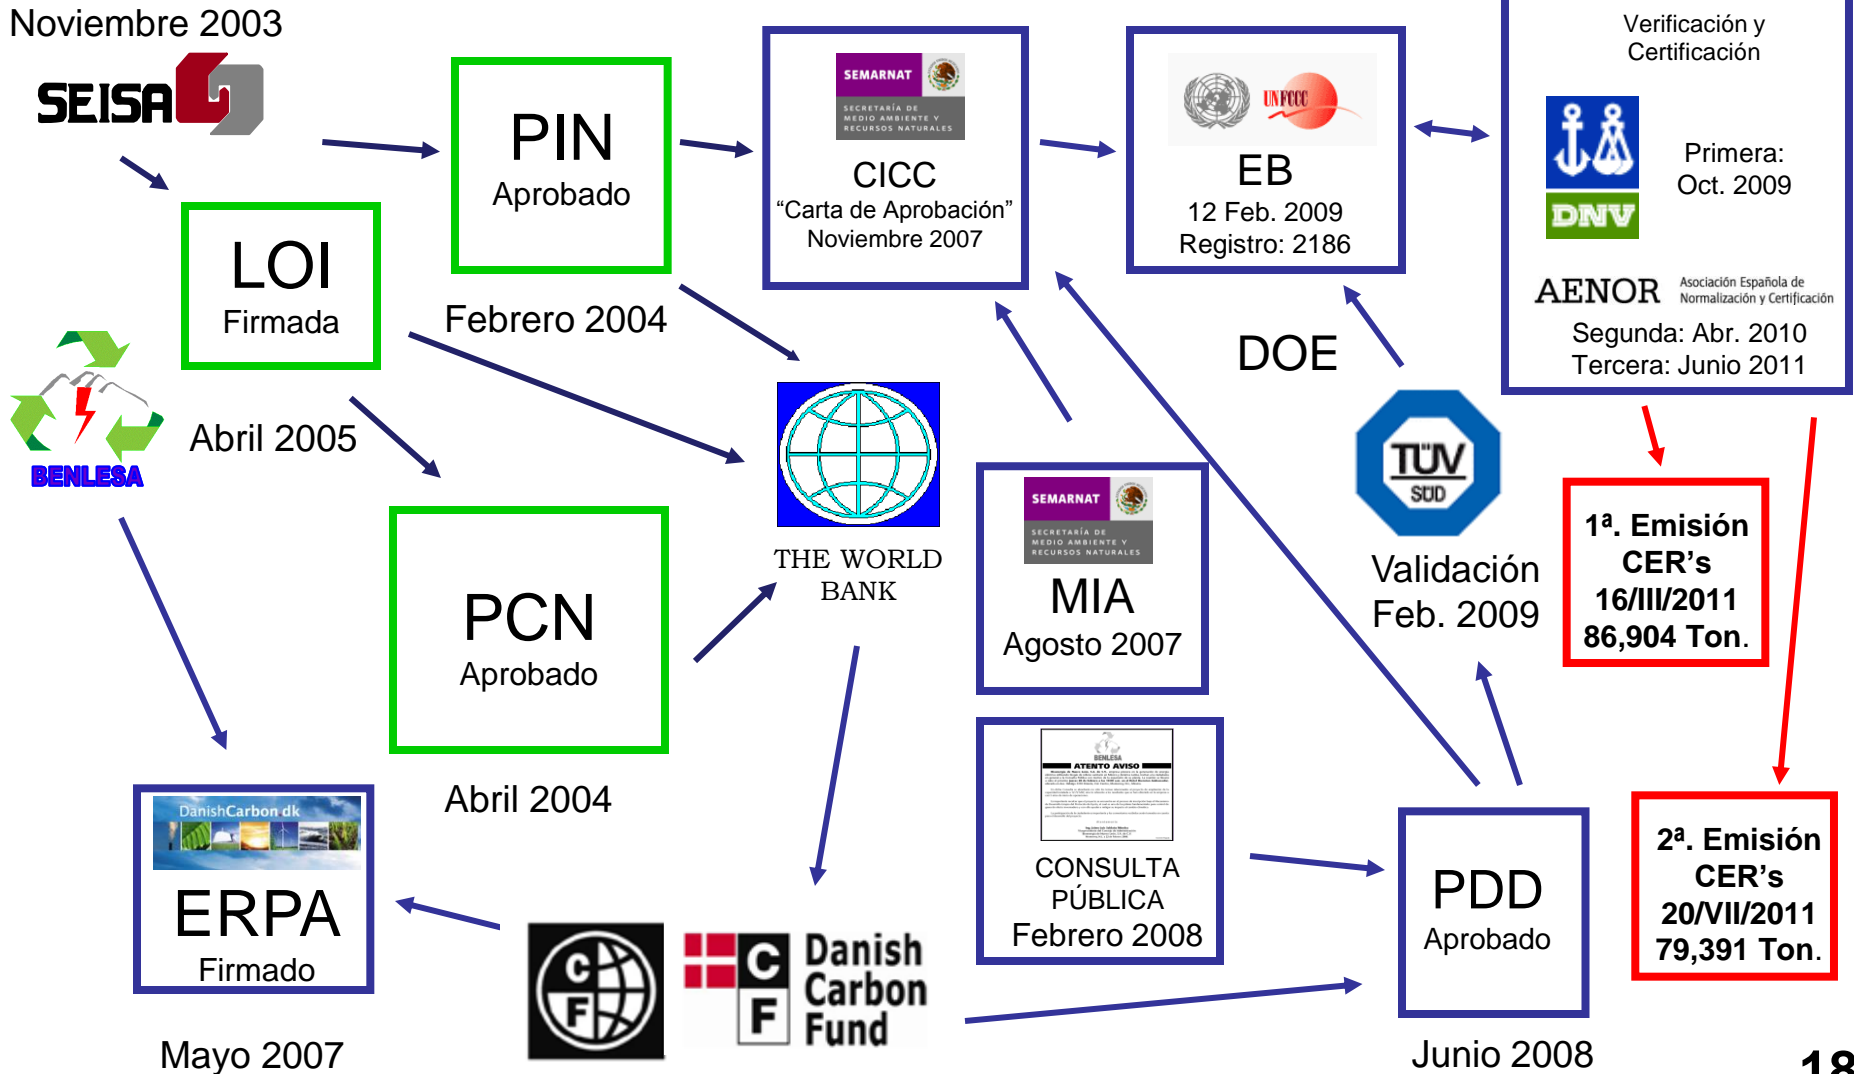 Noviembre 2003
SEISA
LOI
Firmada
Abril 2005
BENLESA
PIN
Aprobado
Febrero 2004
PCN
Aprobado
Abril 2004
DanishCarbon.dk
ERPA
Firmado
Mayo 2007
THE WORLD
BANK
CF
CF
Danish
Carbon
Fund
SEMARNAT
SECRETARÍA DE
MEDIO AMBIENTE Y
RECURSOS NATURALES
CICC
“Carta de Aprobación”
Noviembre 2007
SEMARNAT
SECRETARÍA DE
MEDIO AMBIENTE Y
RECURSOS NATURALES
MIA
Agosto 2007
BENLESA
ATENTO AVISO
CONSULTA
PÚBLICA
Febrero 2008
UNFCCC
EB
12 Feb. 2009
Registro: 2186
DOE
TÜV
SÜD
Validación
Feb. 2009
PDD
Aprobado
Junio 2008
Verificación y
Certificación
DNV
Primera:
Oct. 2009
AENOR
Asociación Española de
Normalización y Certificación
Segunda: Abr. 2010
Tercera: Junio 2011
1ª. Emisión
CER’s
16/III/2011
86,904 Ton.
2ª. Emisión
CER’s
20/VII/2011
79,391 Ton.
18